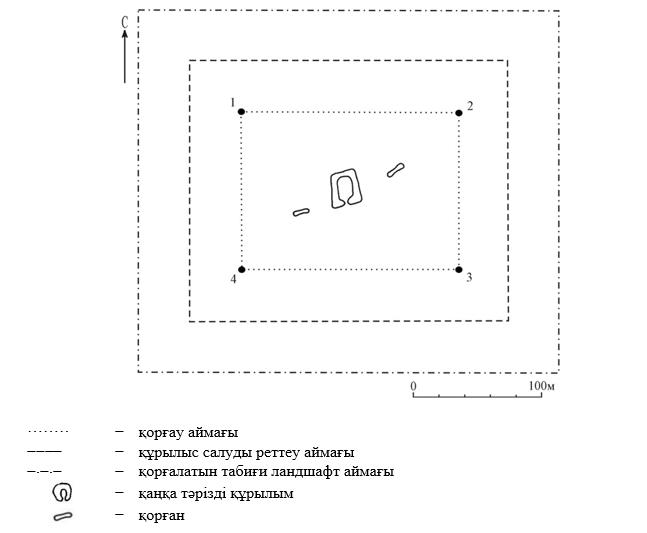 С
1
2
4
3
0 100м
– қорғау аймағы
– құрылыс салуды реттеу аймағы
– қорғалатын табиғи ландшафт аймағы
– қаңқа тәрізді құрылым
– қорған